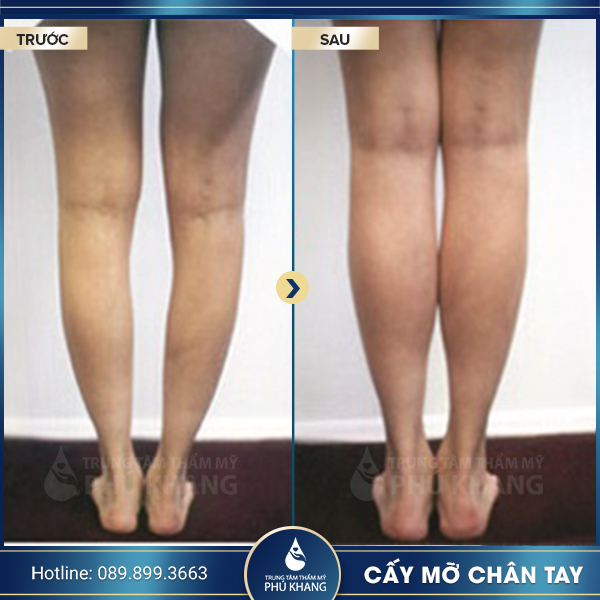 TRƯỚC
SAU
TRUNG TÂM THẨM MỸ
PHÚ KHANG
TRUNG TÂM THẨM MỸ
PHÚ KHANG
Hotline: 089.899.3663
TRUNG TÂM THẨM MỸ
PHÚ KHANG
CẤY MỠ CHÂN TAY